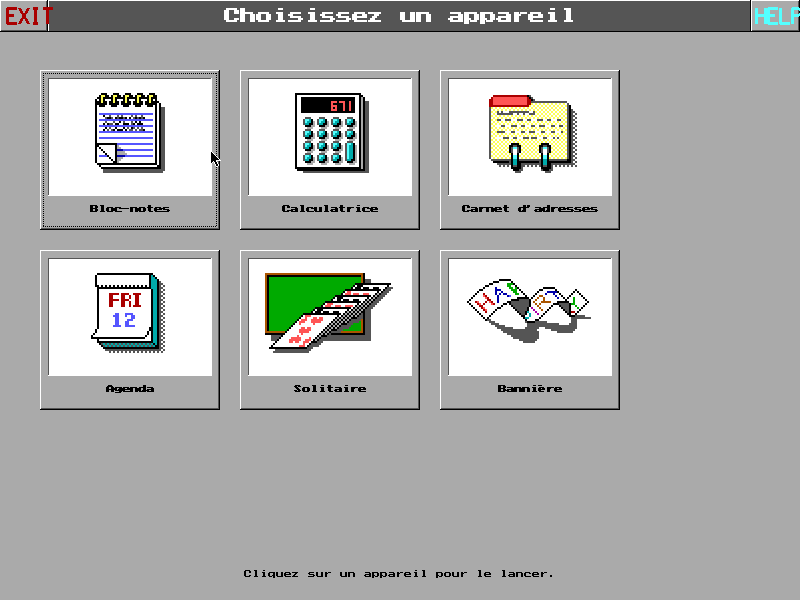 EXIT
Choisissez un appareil
HELP
671
Bloc-notes
Calculatrice
Carnet d'adresses
FRI
12
HAP
Agenda
Solitaire
Bannière
Cliquez sur un appareil pour le lancer.